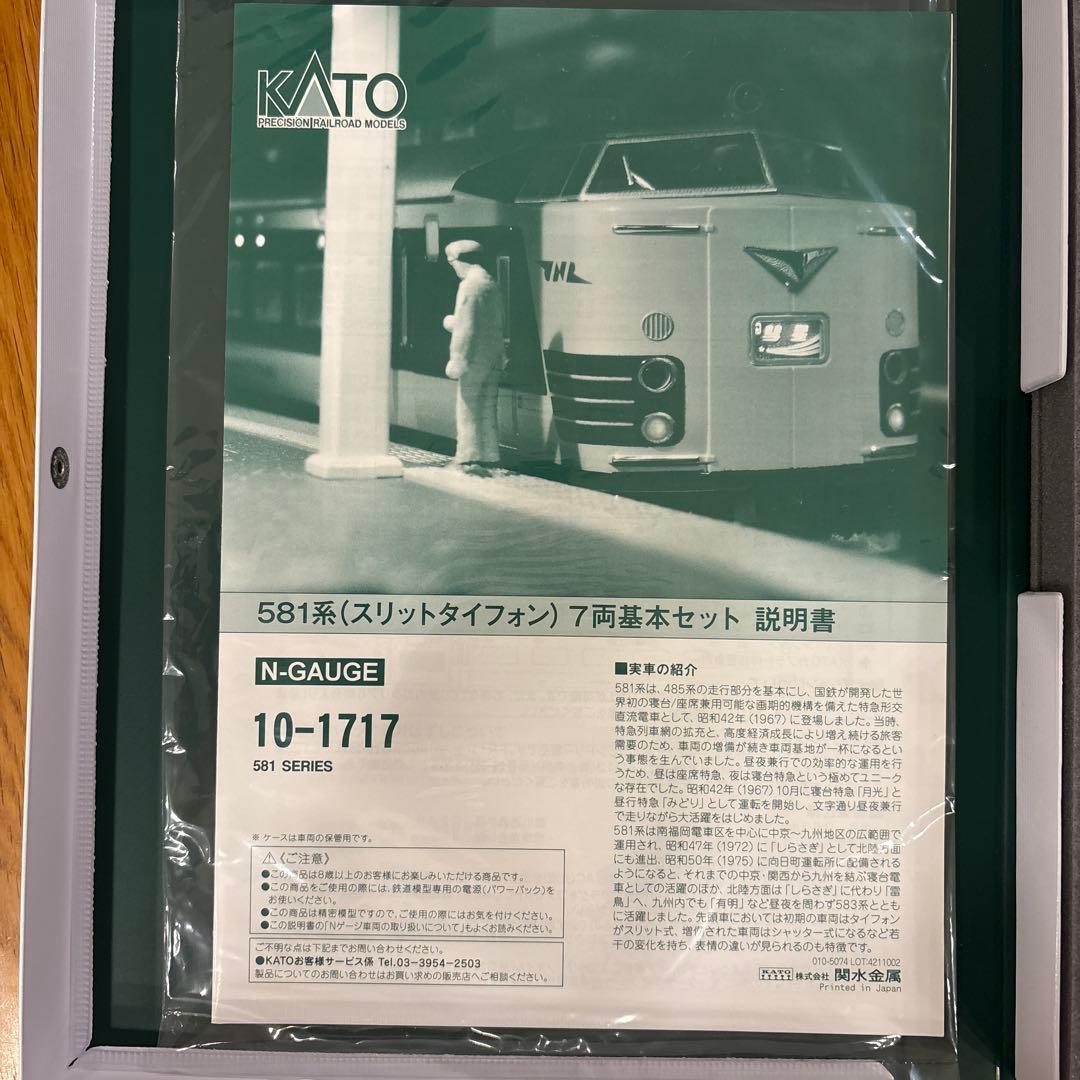 KATO
PRECISION RAILROAD MODELS
JNR
581系(スリットタイフォン) 7両基本セット 説明書
N-GAUGE
10-1717
581 SERIES
※ ケースは車両の保管用です。
⚠《ご注意》
●この商品は8歳以上のお客様にお楽しみいただける商品です。
●この商品をご使用の際には、鉄道模型専用の電源(パワーパック)を
お使いください。
●この商品は精密模型ですので、ご使用の際にはお気を付けください。
●この説明書の「Nゲージ車両の取り扱いについて」もよくお読みください。
ご不明な点は下記までお問い合わせください。
●KATOお客様サービス係 Tel.03-3954-2503
製品についてのお問い合わせはお買い求めの販売店へご相談ください。
■実車の紹介
581系は、485系の走行部分を基本にし、国鉄が開発した世
界初の寝台/座席兼用可能な画期的機構を備えた特急形交
直流電車として、昭和42年(1967)に登場しました。当時、
特急列車網の拡充と、高度経済成長により増え続ける旅客
需要のため、車両の増備が続き車両基地が一杯になるとい
う事態を生んでいました。昼夜兼行での効率的な運用を行
うため、昼は座席特急、夜は寝台特急という極めてユニーク
な存在でした。昭和42年(1967)10月に寝台特急「月光」と
昼行特急「みどり」として運転を開始し、文字通り昼夜兼行
で走りながら大活躍をはじめました。
581系は南福岡電車区を中心に中京〜九州地区の広範囲で
運用され、昭和47年(1972)に「しらさぎ」として北陸方面
にも進出、昭和50年(1975)に向日町運転所に配備される
ようになると、それまでの中京・関西から九州を結ぶ寝台電
車としての活躍のほか、北陸方面は「しらさぎ」に代わり「雷
鳥」へ、九州内でも「有明」など昼夜を問わず583系ととも
に活躍しました。先頭車においては初期の車両はタイフォン
がスリット式、増備された車両はシャッター式になるなど若
干の変化を持ち、表情の違いが見られるのも特徴です。
010-5074 LOT:4211002
KATO 株式会社 関水金属
Printed in Japan